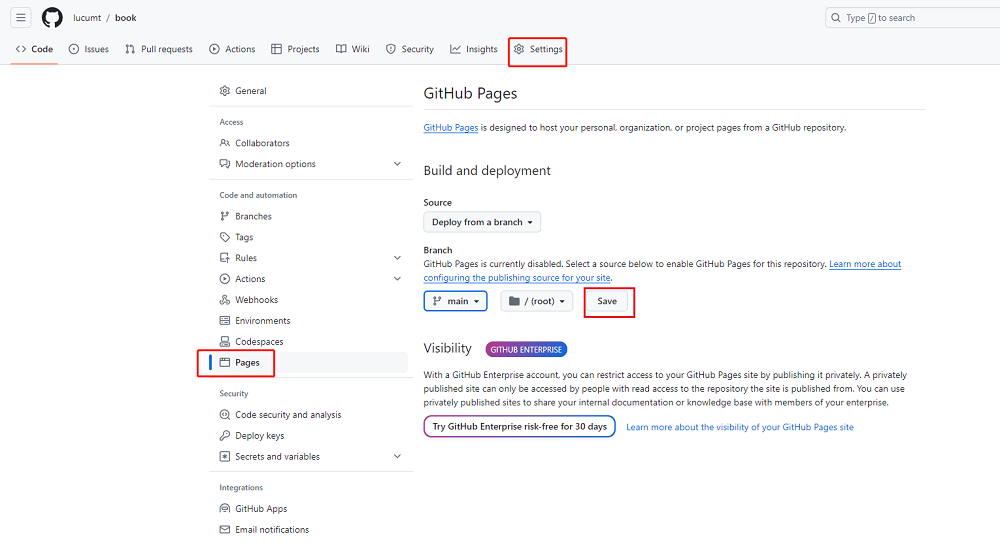 lucumt / book
Type / to search
Code Issues Pull requests Actions Projects Wiki Security Insights Settings
General
Access
Collaborators
Moderation options
Code and automation
Branches
Tags
Rules
Actions
Webhooks
Environments
Codespaces
Pages
Security
Code security and analysis
Deploy keys
Secrets and variables
Integrations
GitHub Apps
Email notifications
GitHub Pages
GitHub Pages is designed to host your personal, organization, or project pages from a GitHub repository.
Build and deployment
Source
Deploy from a branch
Branch
GitHub Pages is currently disabled. Select a source below to enable GitHub Pages for this repository. Learn more about
configuring the publishing source for your site.
main / (root) Save
Visibility GITHUB ENTERPRISE
With a GitHub Enterprise account, you can restrict access to your GitHub Pages site by publishing it privately. A privately
published site can only be accessed by people with read access to the repository the site is published from. You can use
privately published sites to share your internal documentation or knowledge base with members of your enterprise.
Try GitHub Enterprise risk-free for 30 days Learn more about the visibility of your GitHub Pages site